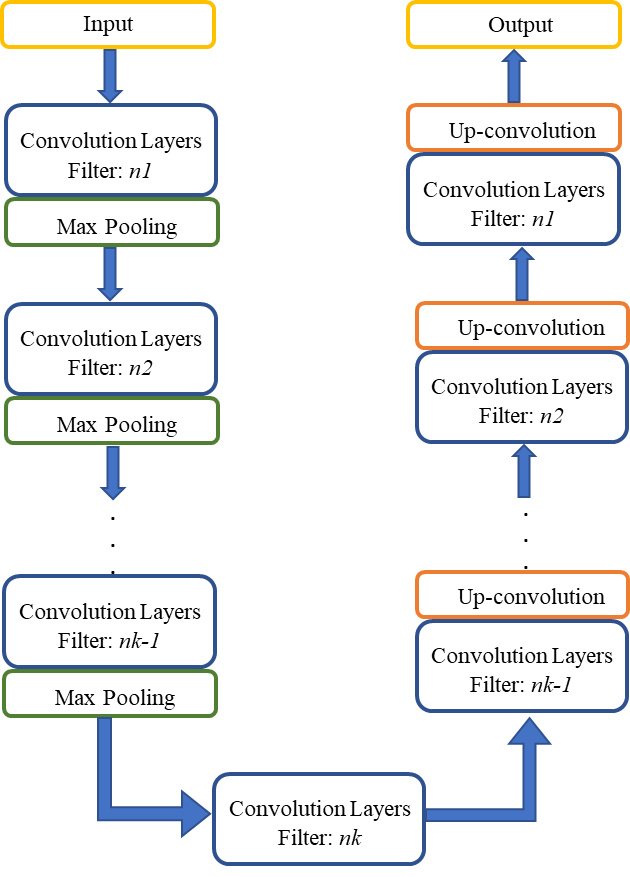 Input
Convolution Layers
Filter: n1
Max Pooling
Convolution Layers
Filter: n2
Max Pooling
.
.
.
Convolution Layers
Filter: nk-1
Max Pooling
Convolution Layers
Filter: nk
Output
Up-convolution
Convolution Layers
Filter: n1
Up-convolution
Convolution Layers
Filter: n2
.
.
.
Up-convolution
Convolution Layers
Filter: nk-1